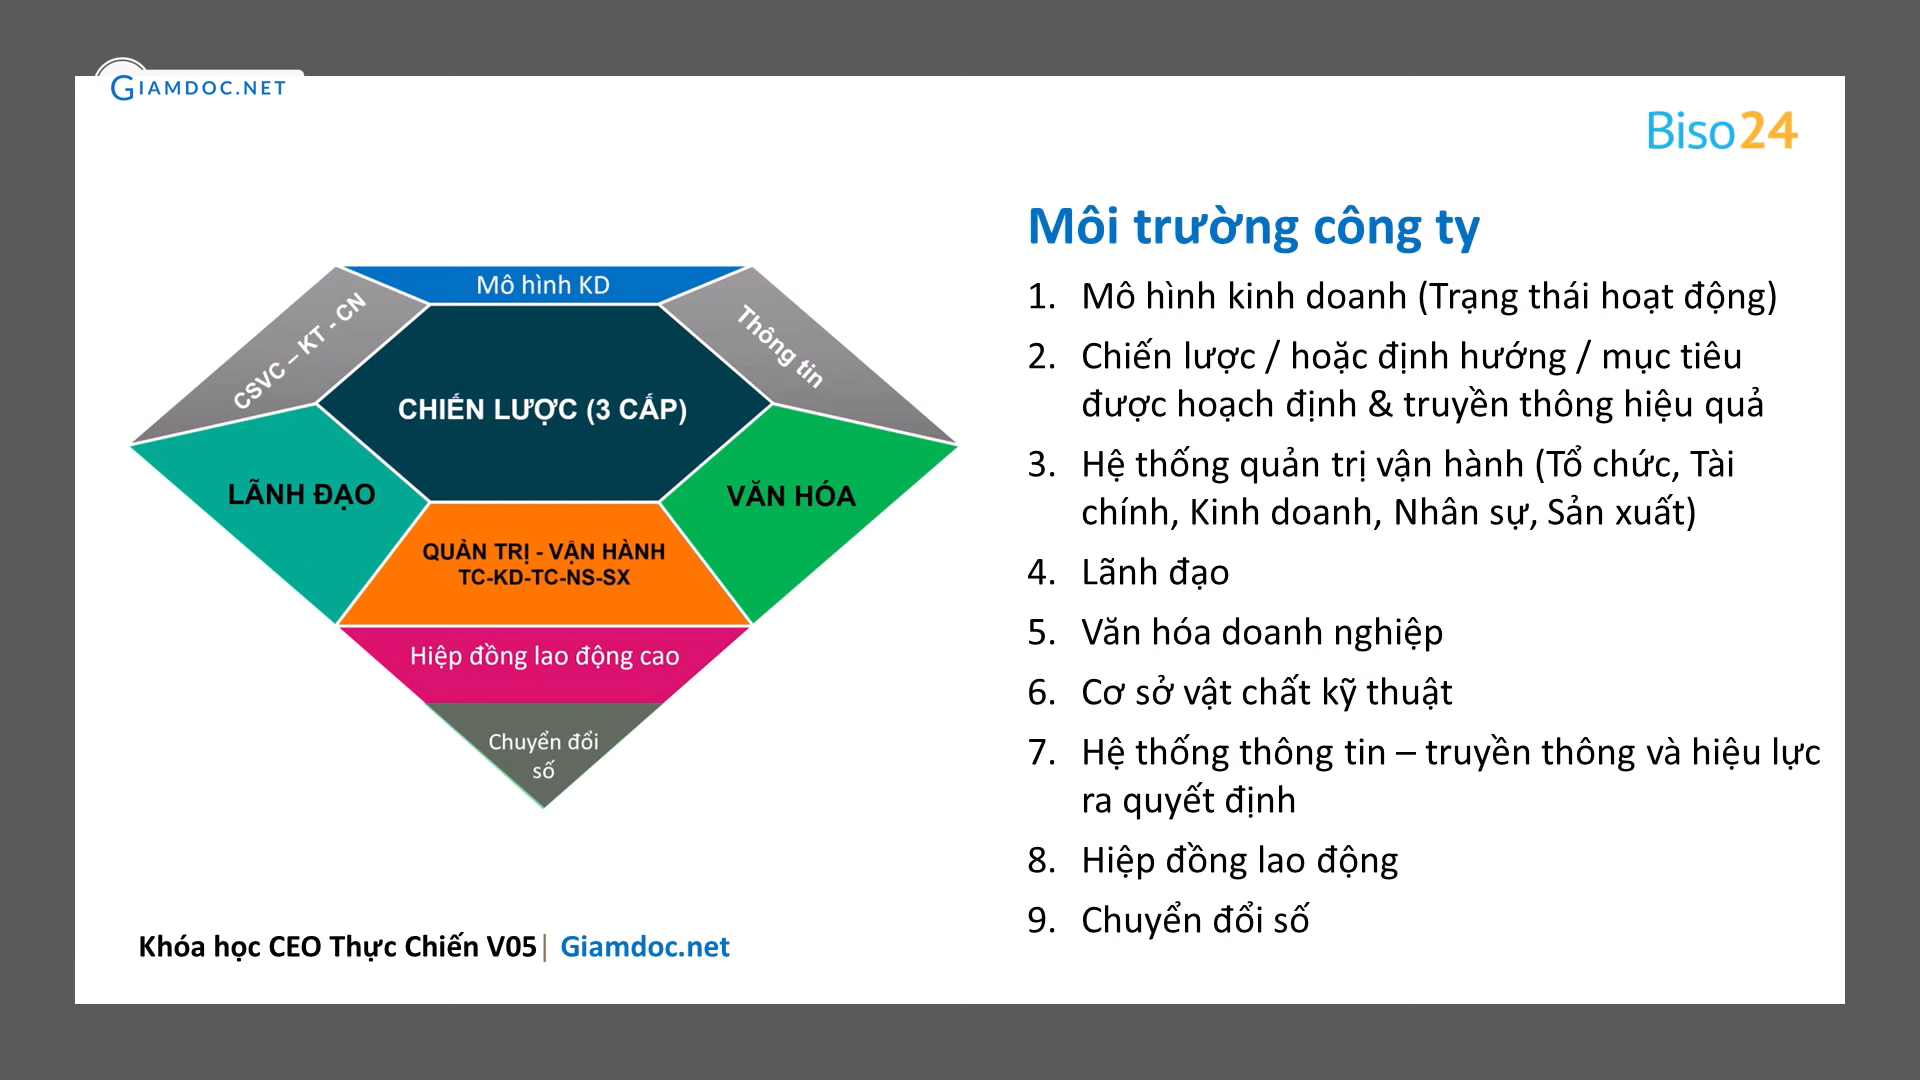 GIAMDOC.NET
Biso24
Mô hình KD
CSVC – KT - CN
Thông tin
CHIẾN LƯỢC (3 CẤP)
LÃNH ĐẠO
VĂN HÓA
QUẢN TRỊ - VẬN HÀNH
TC-KD-TC-NS-SX
Hiệp đồng lao động cao
Chuyển đổi
số
Môi trường công ty
1. Mô hình kinh doanh (Trạng thái hoạt động)
2. Chiến lược / hoặc định hướng / mục tiêu
được hoạch định & truyền thông hiệu quả
3. Hệ thống quản trị vận hành (Tổ chức, Tài
chính, Kinh doanh, Nhân sự, Sản xuất)
4. Lãnh đạo
5. Văn hóa doanh nghiệp
6. Cơ sở vật chất kỹ thuật
7. Hệ thống thông tin – truyền thông và hiệu lực
ra quyết định
8. Hiệp đồng lao động
9. Chuyển đổi số
Khóa học CEO Thực Chiến V05| Giamdoc.net